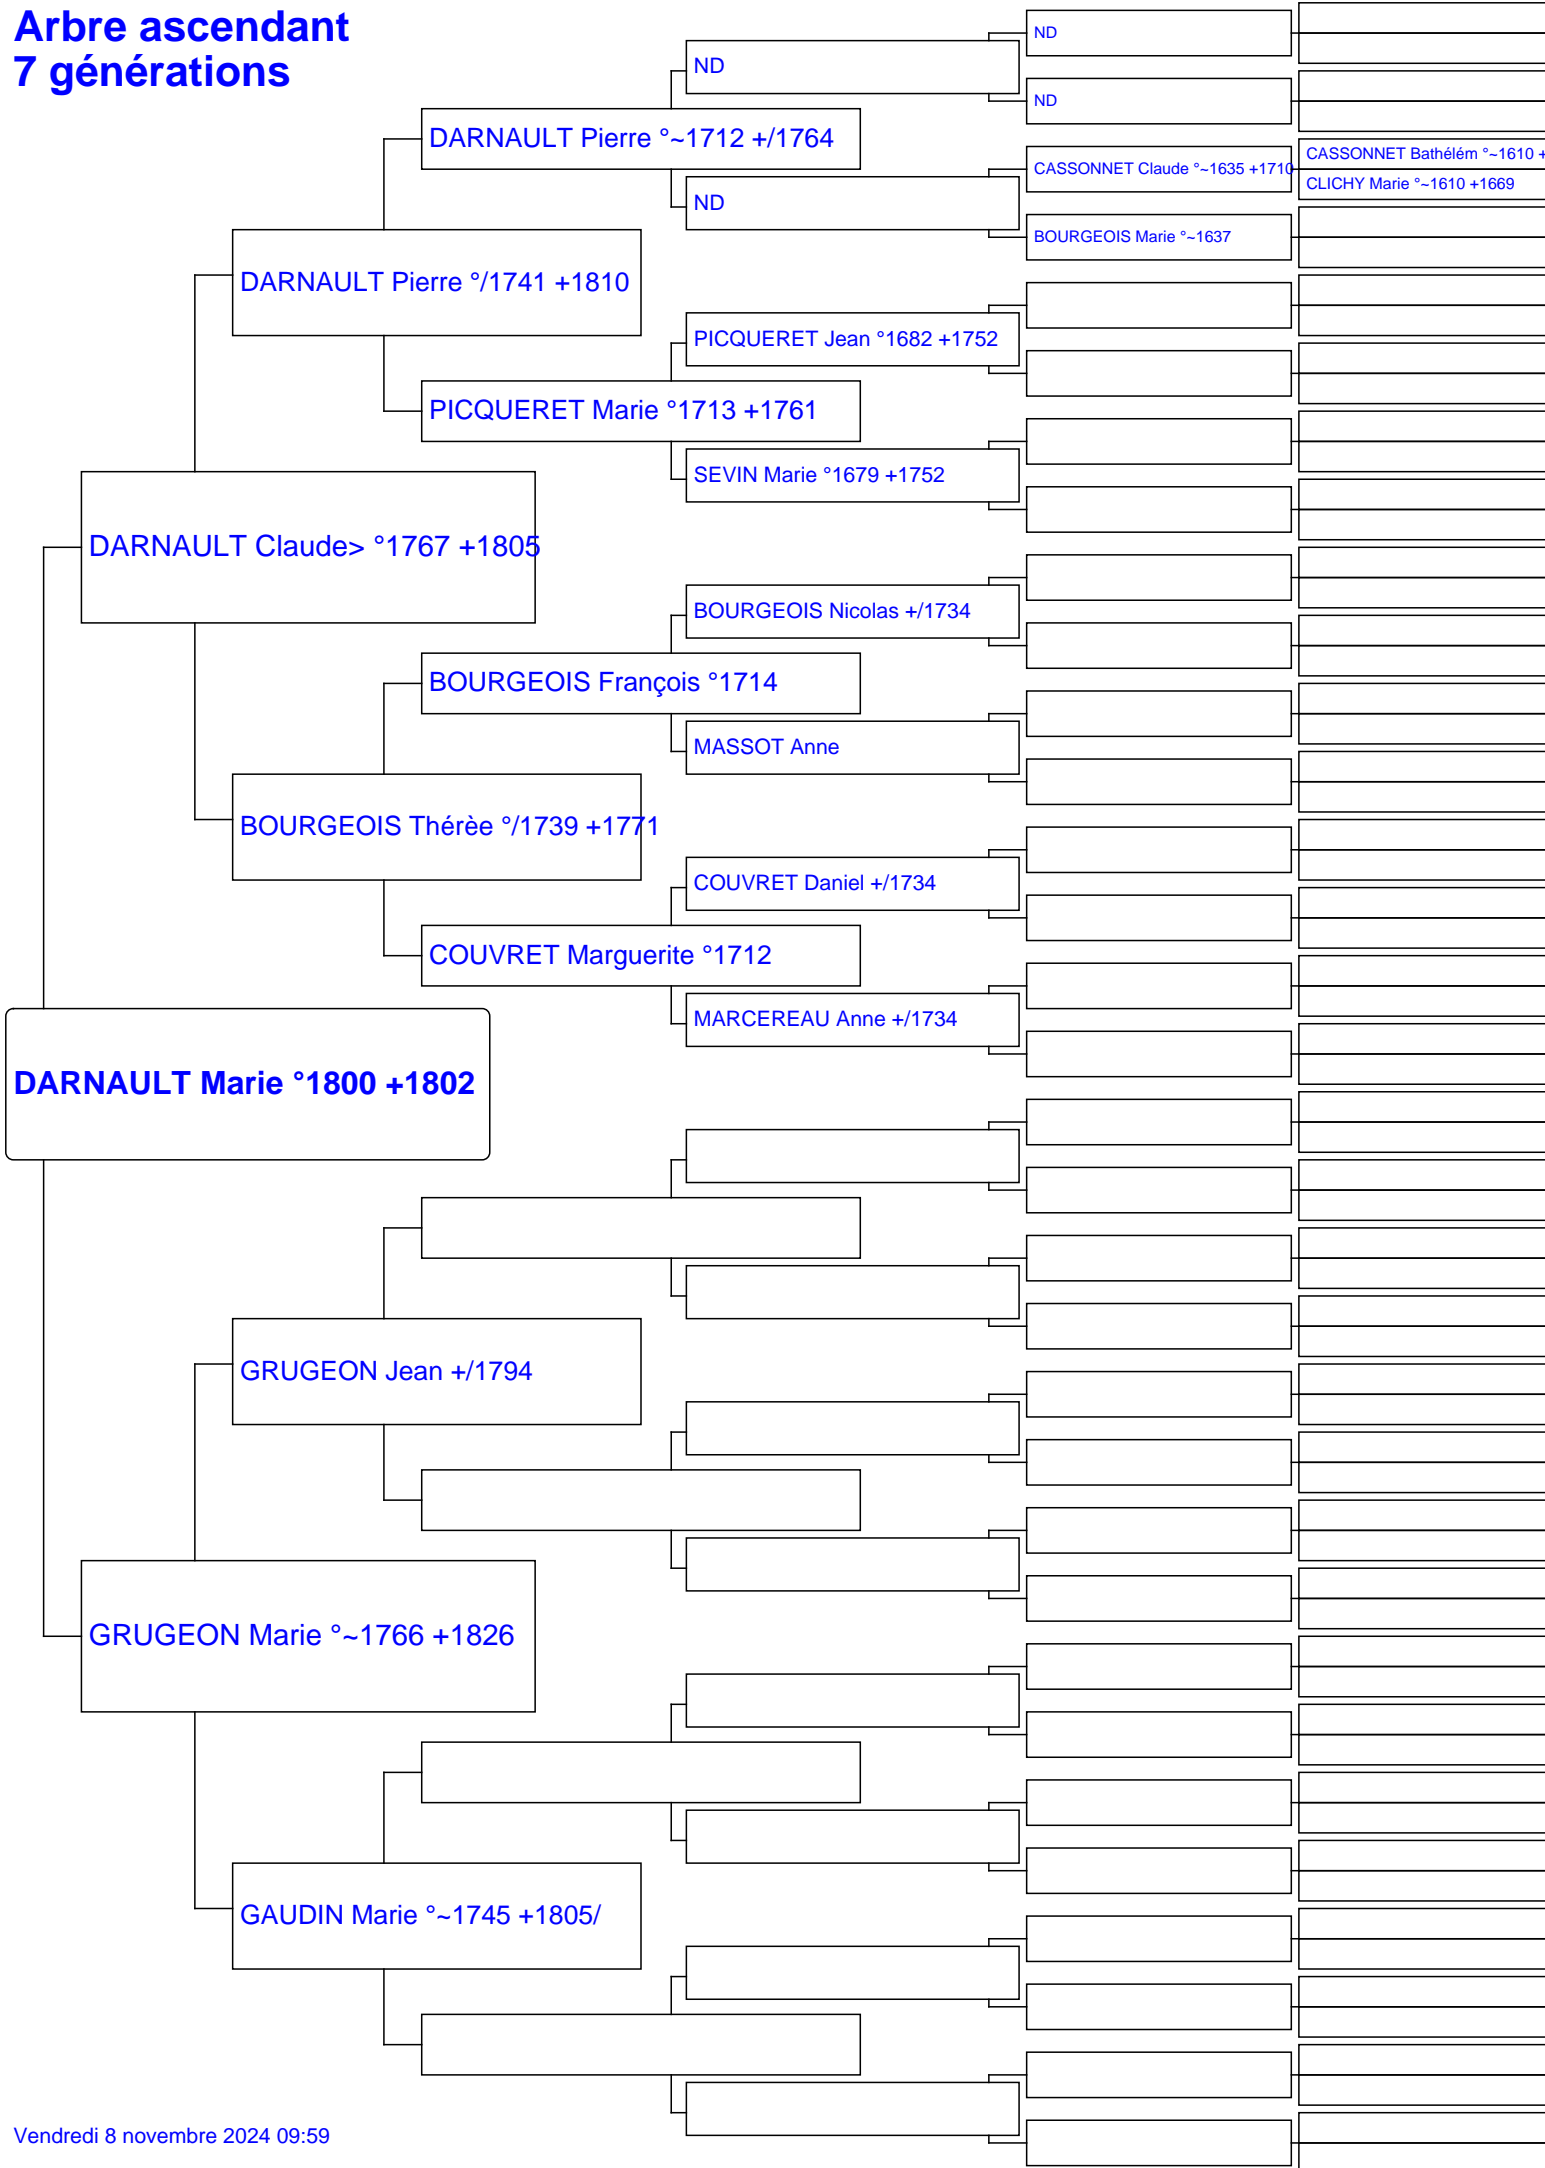 Arbre ascendant
7 générations
ND
ND
ND
DARNAULT Pierre °~1712 +/1764
CASSONNET Claude °~1635 +1710
CASSONNET Bathélém °~1610 +
CLICHY Marie °~1610 +1669
ND
BOURGEOIS Marie °~1637
DARNAULT Pierre °/1741 +1810
PICQUERET Jean °1682 +1752
PICQUERET Marie °1713 +1761
SEVIN Marie °1679 +1752
DARNAULT Claude> °1767 +1805
BOURGEOIS Nicolas +/1734
BOURGEOIS François °1714
MASSOT Anne
BOURGEOIS Thérèe °/1739 +1771
COUVRET Daniel +/1734
COUVRET Marguerite °1712
MARCEREAU Anne +/1734
DARNAULT Marie °1800 +1802
GRUGEON Jean +/1794
GRUGEON Marie °~1766 +1826
GAUDIN Marie °~1745 +1805/
Vendredi 8 novembre 2024 09:59